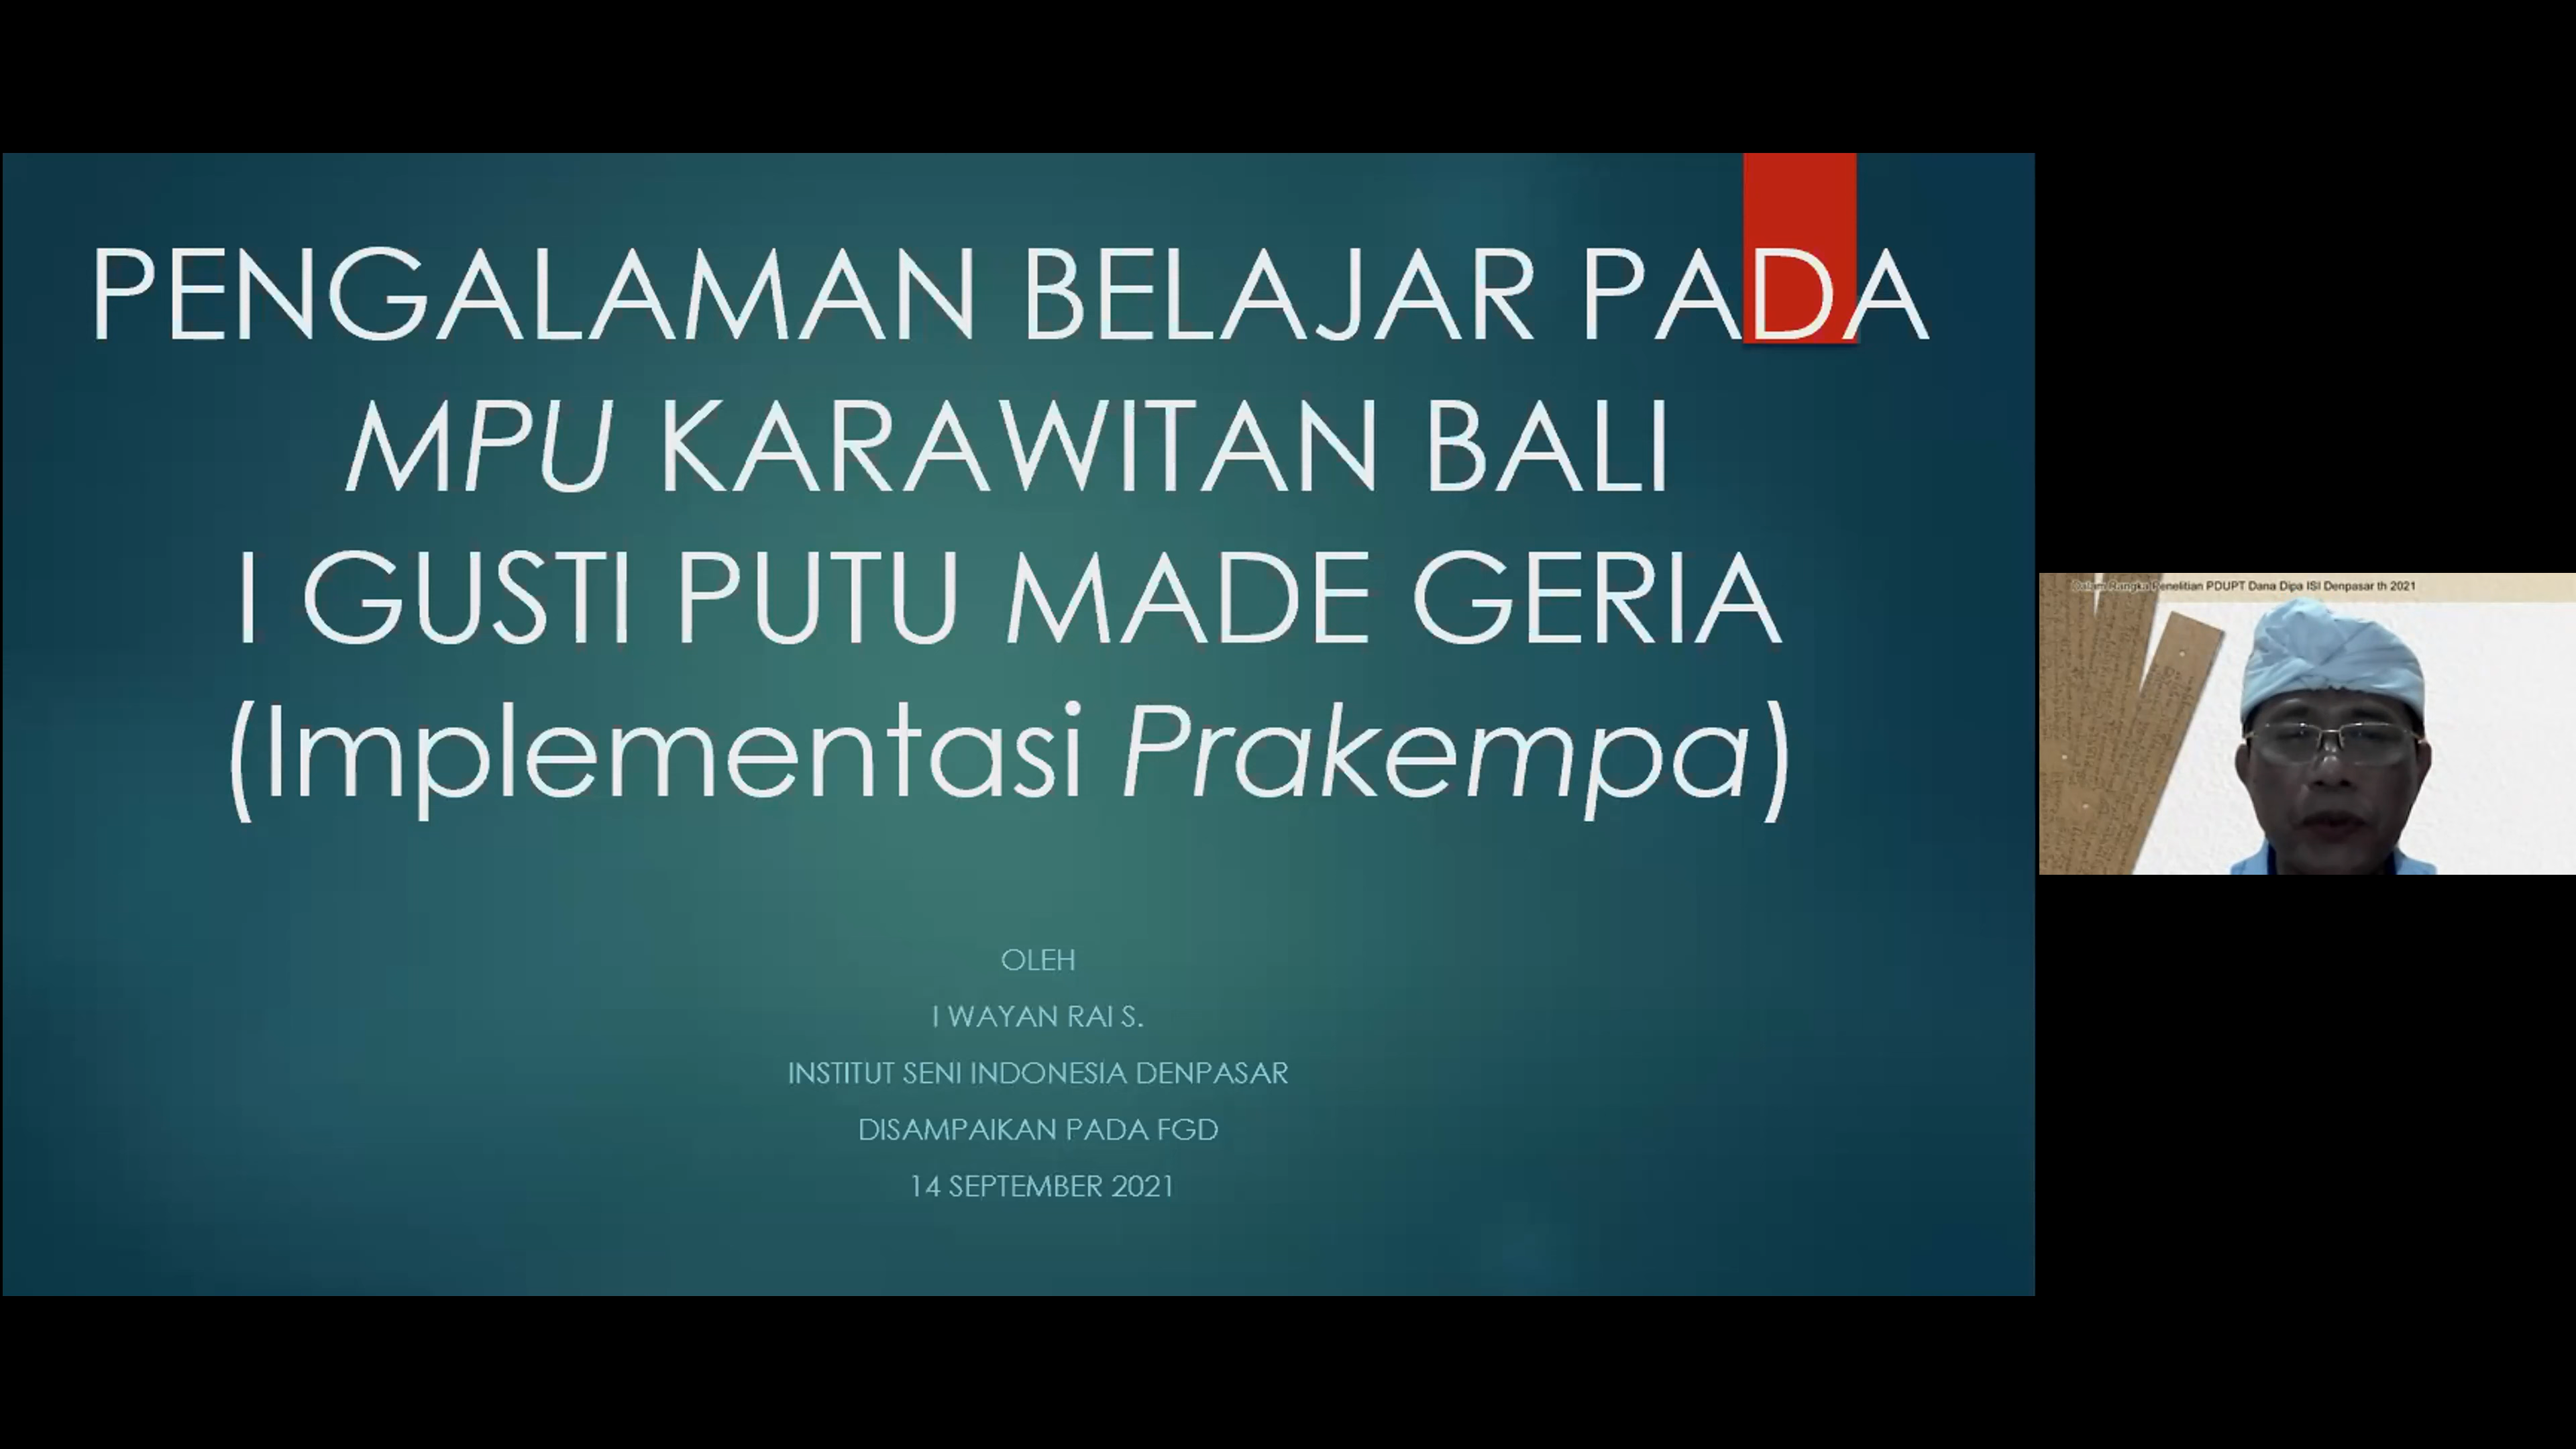 PENGALAMAN BELAJAR PADA
MPU KARAWITAN BALI
I GUSTI PUTU MADE GERIA
(Implementasi Prakempa)
OLEH
I WAYAN RAI S.
INSTITUT SENI INDONESIA DENPASAR
DISAMPAIKAN PADA FGD
14 SEPTEMBER 2021
Dalam Rangka Penelitian PDUPT Dana Dipa ISI Denpasar th 2021